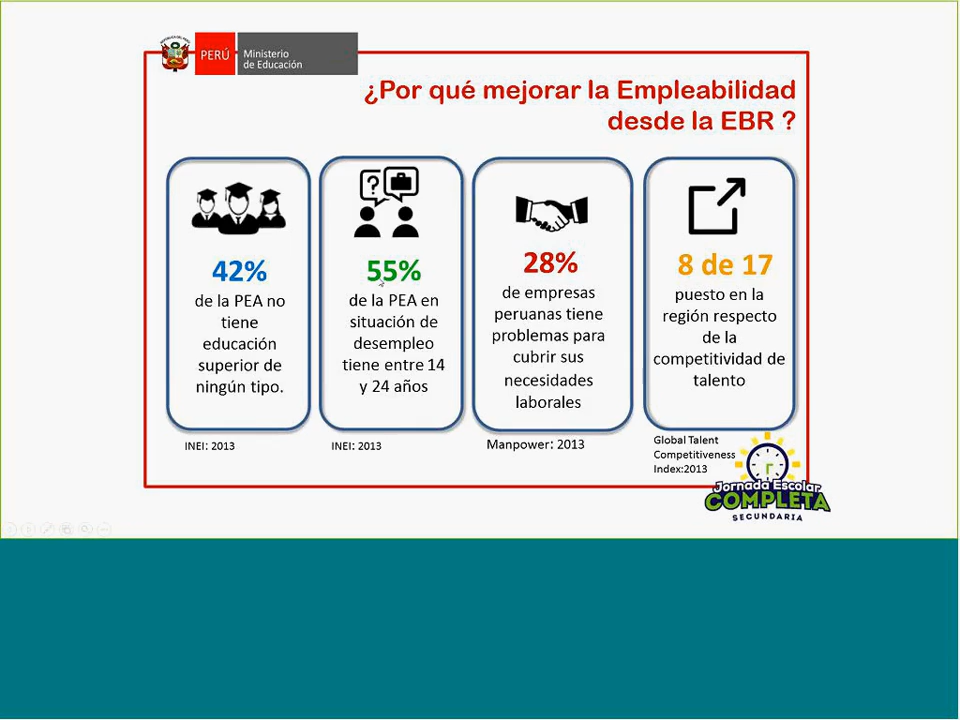 PERÚ
Ministerio
de Educación
¿Por qué mejorar la Empleabilidad
desde la EBR ?
42%
de la PEA no
tiene
educación
superior de
ningún tipo.
INEI: 2013
55%
de la PEA en
situación de
desempleo
tiene entre 14
y 24 años
INEI: 2013
28%
de empresas
peruanas tiene
problemas para
cubrir sus
necesidades
laborales
Manpower: 2013
8 de 17
puesto en la
región respecto
de la
competitividad de
talento
Global Talent
Competitiveness
Index:2013
Jornada Escolar
COMPLETA
SECUNDARIA